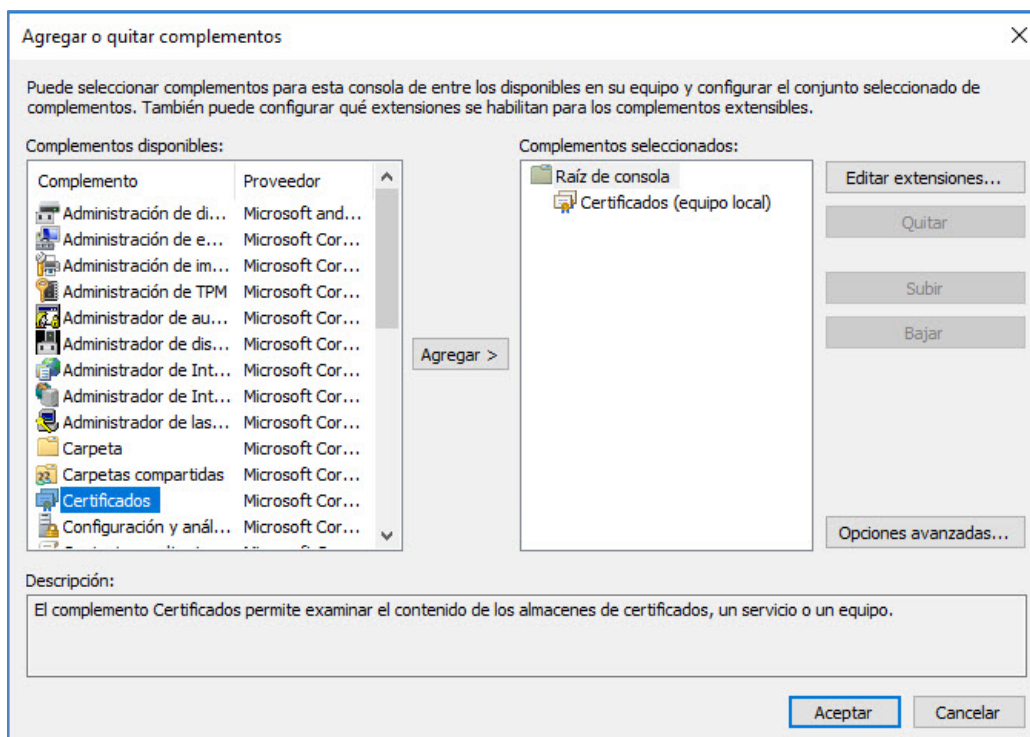 Agregar o quitar complementos
Puede seleccionar complementos para esta consola de entre los disponibles en su equipo y configurar el conjunto seleccionado de
complementos. También puede configurar qué extensiones se habilitan para los complementos extensibles.
Complementos disponibles:
Complemento Proveedor
Administración de di... Microsoft and...
Administración de e... Microsoft Cor...
Administración de im... Microsoft Cor...
Administración de TPM Microsoft Cor...
Administrador de au... Microsoft Cor...
Administrador de dis... Microsoft Cor...
Administrador de Int... Microsoft Cor...
Administrador de Int... Microsoft Cor...
Administrador de las... Microsoft Cor...
Carpeta Microsoft Cor...
Carpetas compartidas Microsoft Cor...
Certificados Microsoft Cor...
Configuración y anál... Microsoft Cor...
Agregar >
Complementos seleccionados:
Raíz de consola
Certificados (equipo local)
Editar extensiones...
Quitar
Subir
Bajar
Opciones avanzadas...
Descripción:
El complemento Certificados permite examinar el contenido de los almacenes de certificados, un servicio o un equipo.
Aceptar Cancelar